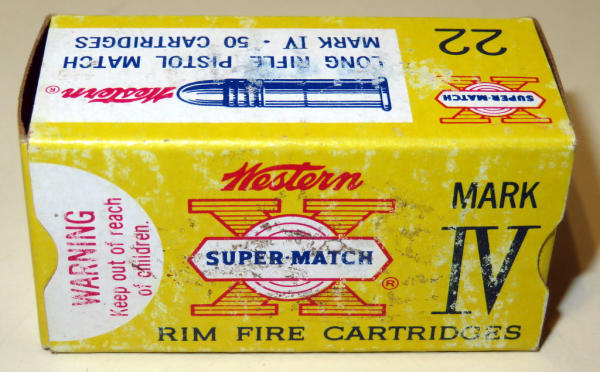 22
LONG RIFLE PISTOL MATCH
MARK IV · 50 CARTRIDGES
Western ®
SUPER-MATCH
®
Western
SUPER-MATCH
®
MARK
IV
RIM FIRE CARTRIDGES
WARNING
Keep out of reach
of children.